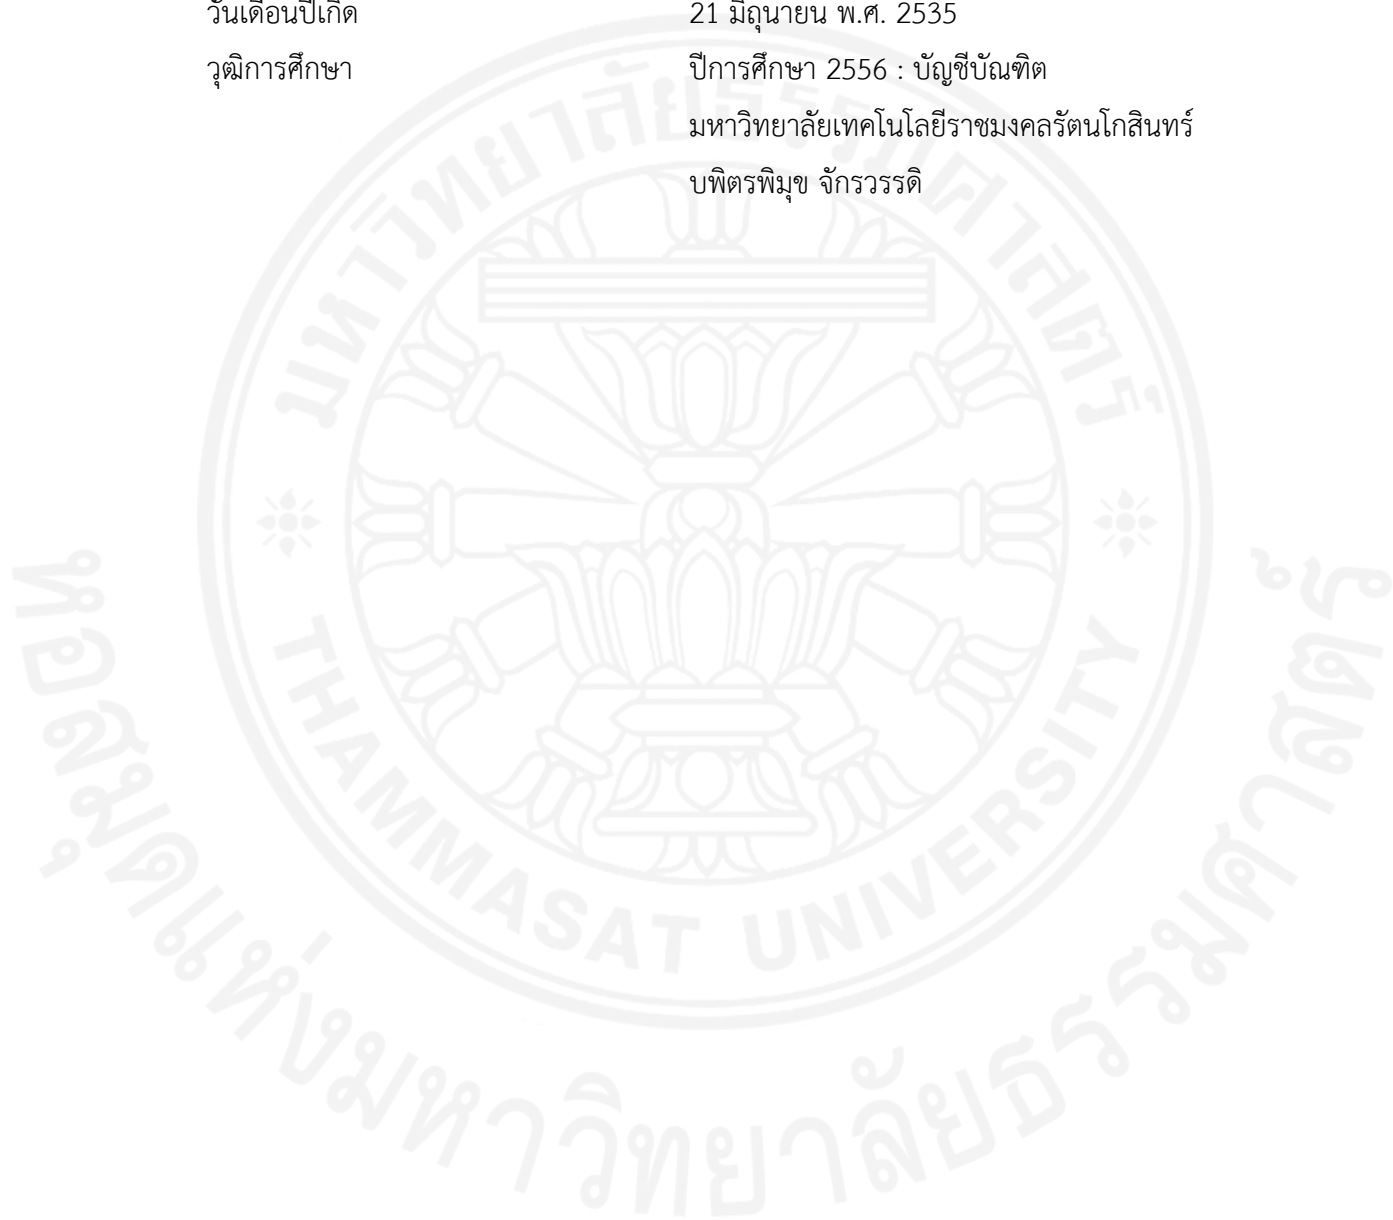 วันเดือนปีเกิด 21 มิถุนายน พ.ศ. 2535
วุฒิการศึกษา ปีการศึกษา 2556 : บัญชีบัณฑิต
มหาวิทยาลัยเทคโนโลยีราชมงคลรัตนโกสินทร์
บพิตรพิมุข จักรวรรดิ
มหาวิทยาลัยธรรมศาสตร์
THAMMASAT UNIVERSITY
หอสมุดแห่งมหาวิทยาลัยธรรมศาสตร์